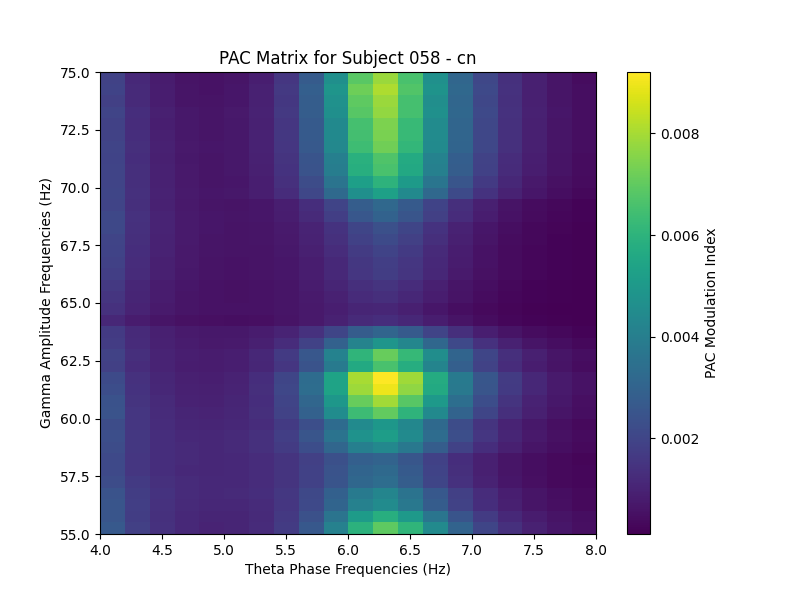 PAC Matrix for Subject 058 - cn
75.0
72.5
70.0
67.5
65.0
62.5
60.0
57.5
55.0
Gamma Amplitude Frequencies (Hz)
4.0 4.5 5.0 5.5 6.0 6.5 7.0 7.5 8.0
Theta Phase Frequencies (Hz)
0.008
0.006
0.004
0.002
PAC Modulation Index